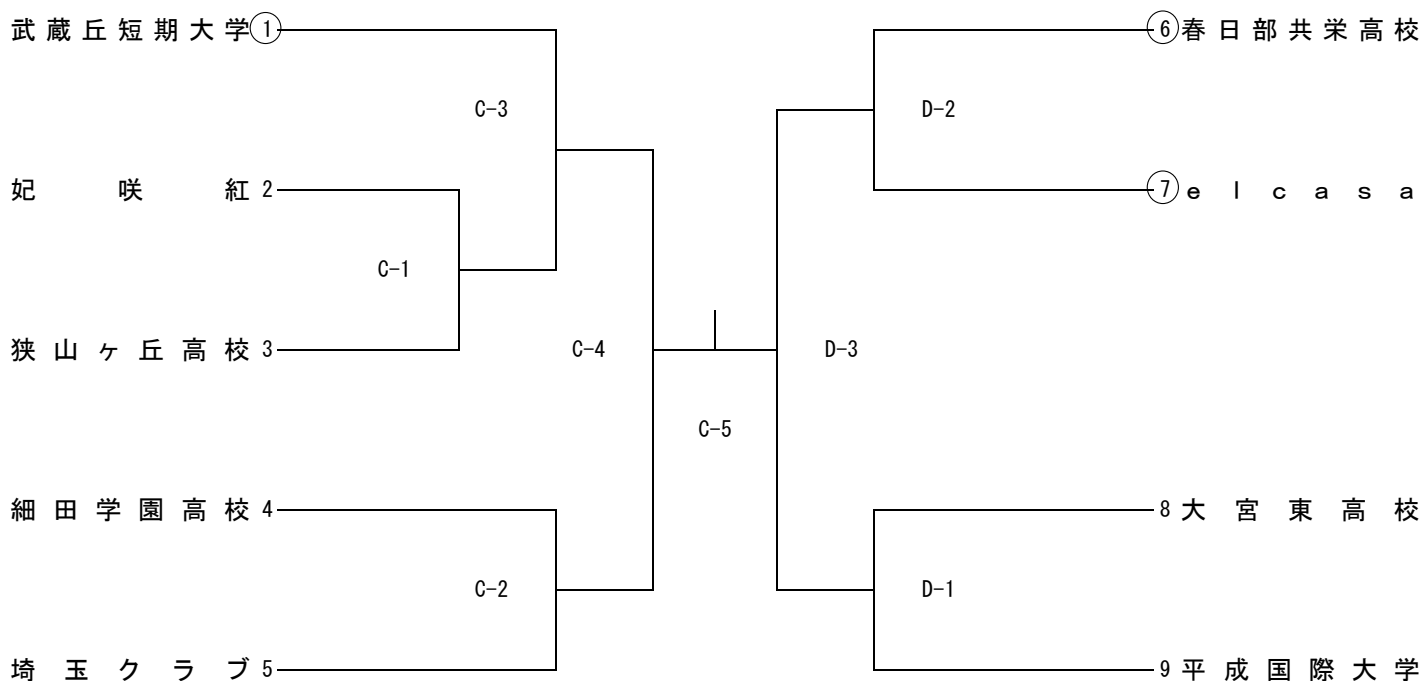 武蔵丘短期大学 ①
⑥ 春日部共栄高校
C-3
D-2
妃咲紅 2
⑦ elcasa
C-1
狭山ヶ丘高校 3
C-4
D-3
C-5
細田学園高校 4
8 大宮東高校
C-2
D-1
埼玉クラブ 5
9 平成国際大学